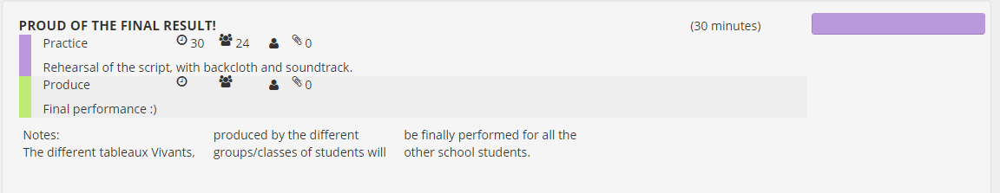 PROUD OF THE FINAL RESULT! (30 minutes)
Practice 30 24 0
Rehearsal of the script, with backcloth and soundtrack.
Produce 0
Final performance :)
Notes:
The different tableaux Vivants,
produced by the different
groups/classes of students will
be finally performed for all the
other school students.